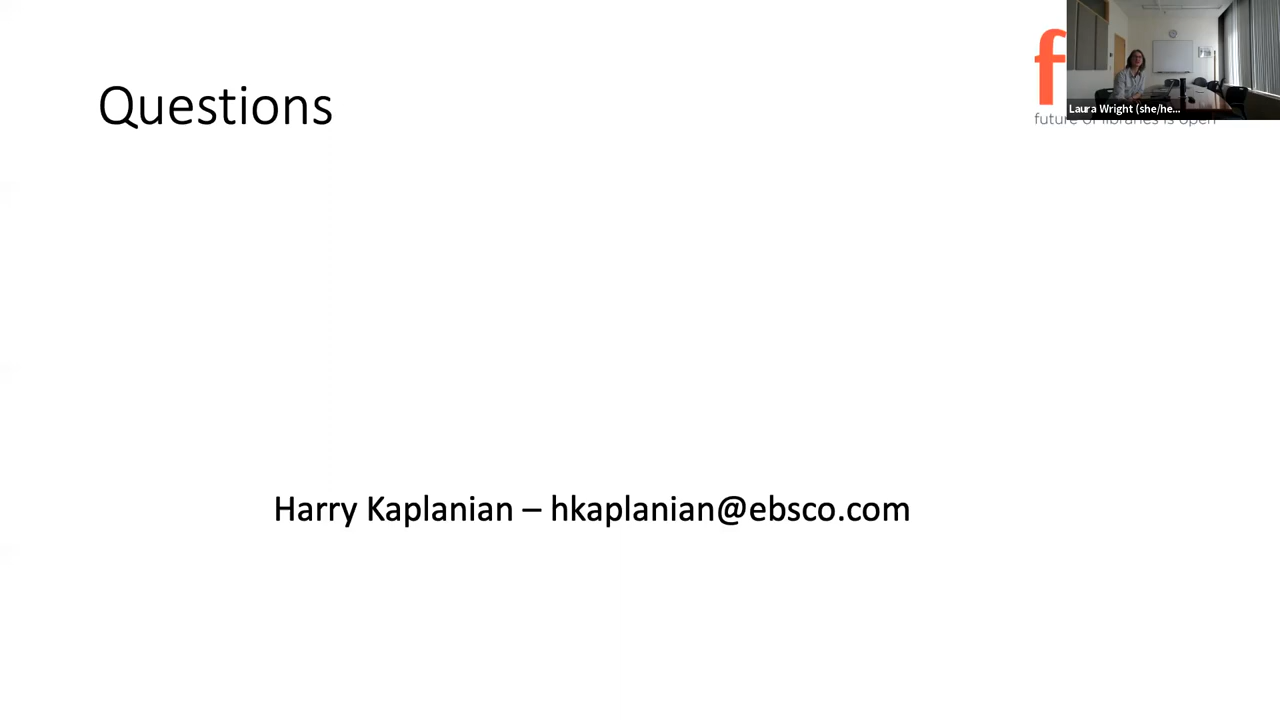 Questions
f
Laura Wright (she/he...
future of libraries is open
Harry Kaplanian – hkaplanian@ebsco.com